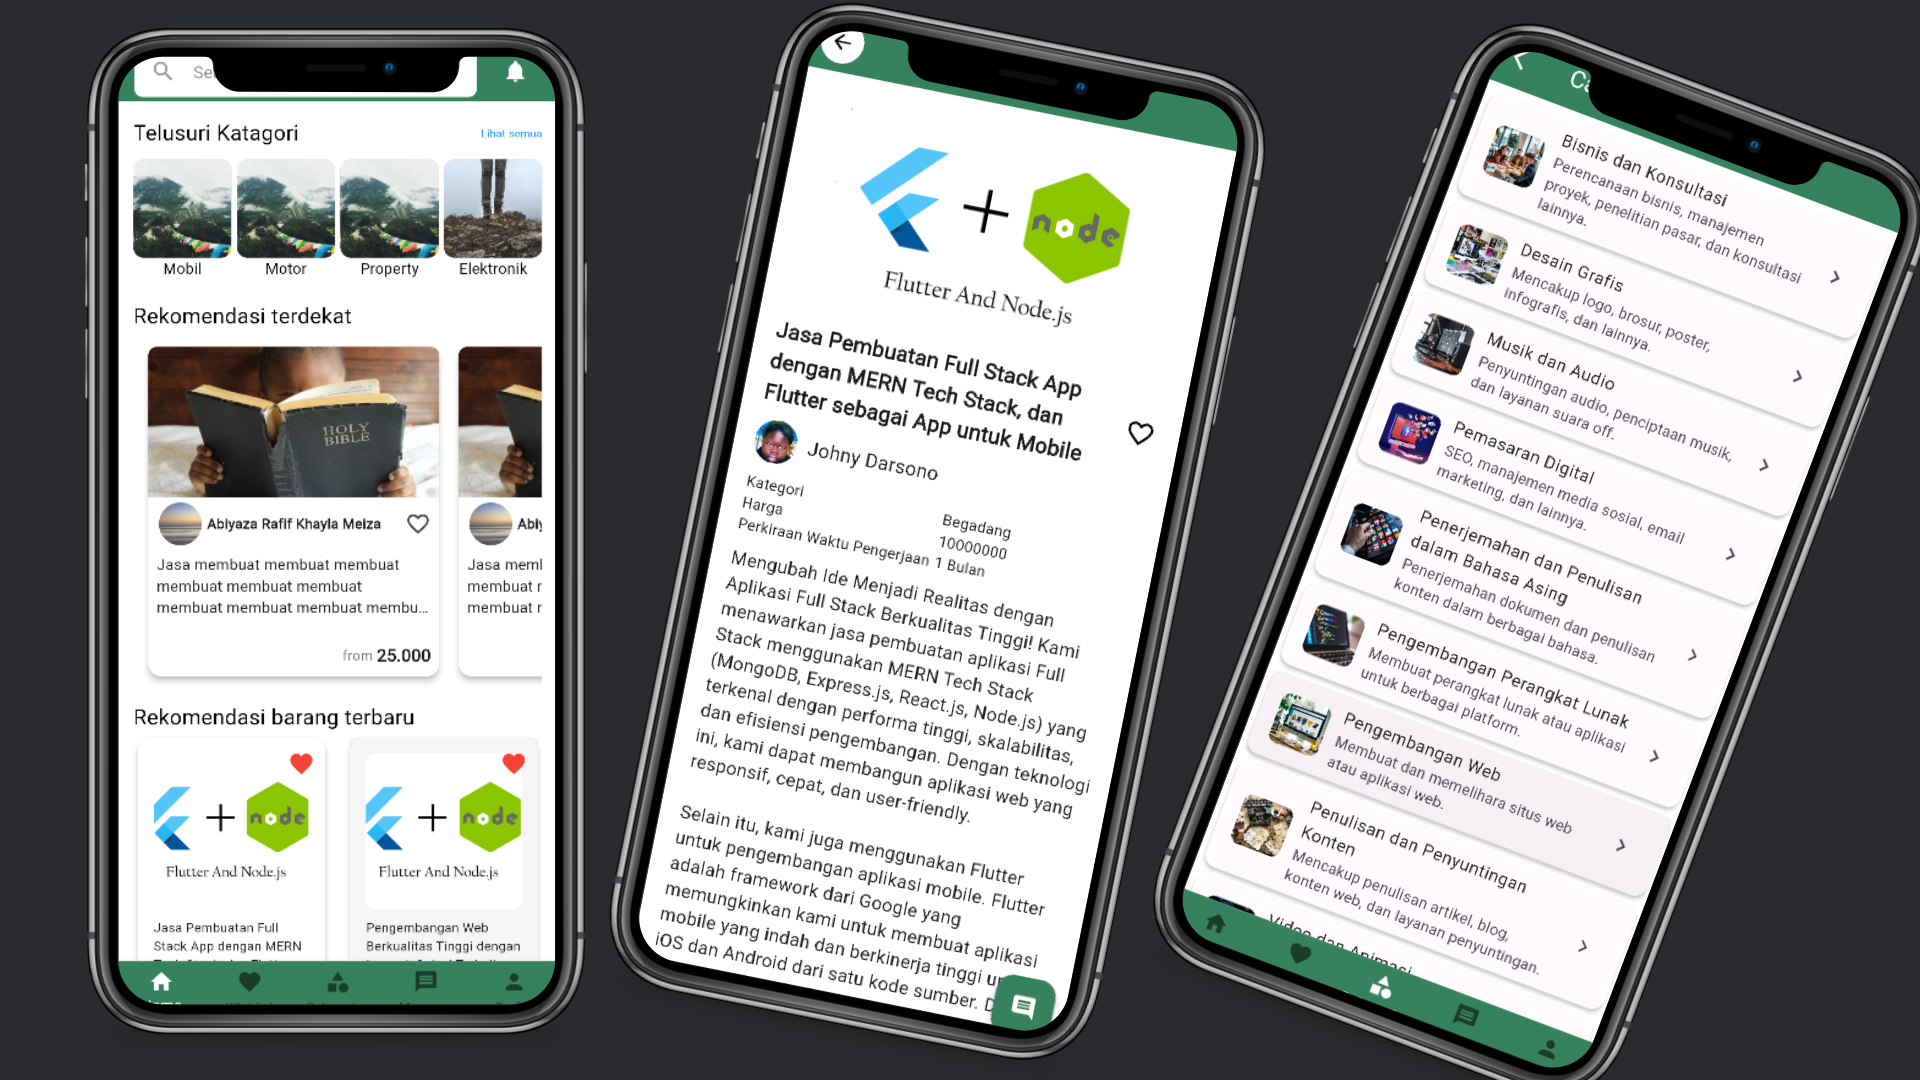 Telusuri Katagori
Lihat semua
Mobil
Motor
Property
Elektronik
Rekomendasi terdekat
HOLY
BIBLE
Abiyaza Rafif Khayla Meiza
Jasa membuat membuat membuat
membuat membuat membuat
membuat membuat membuat membu...
from 25.000
Rekomendasi barang terbaru
node
Flutter And Node.js
Jasa Pembuatan Full
Stack App dengan MERN
node
Flutter And Node.js
Pengembangan Web
Berkualitas Tinggi dengan
node
Flutter And Node.js
Jasa Pembuatan Full Stack App
dengan MERN Tech Stack, dan
Flutter sebagai App untuk Mobile
Johny Darsono
Kategori Begadang
Harga 10000000
Perkiraan Waktu Pengerjaan 1 Bulan
Mengubah Ide Menjadi Realitas dengan
Aplikasi Full Stack Berkualitas Tinggi! Kami
menawarkan jasa pembuatan aplikasi Full
Stack menggunakan MERN Tech Stack
(MongoDB, Express.js, React.js, Node.js) yang
terkenal dengan performa tinggi, skalabilitas,
dan efisiensi pengembangan. Dengan teknologi
ini, kami dapat membangun aplikasi web yang
responsif, cepat, dan user-friendly.
Selain itu, kami juga menggunakan Flutter
untuk pengembangan aplikasi mobile. Flutter
adalah framework dari Google yang
memungkinkan kami untuk membuat aplikasi
mobile yang indah dan berkinerja tinggi
iOS dan Android dari satu kode sumber.
Bisnis dan Konsultasi
Perencanaan bisnis, manajemen
proyek, penelitian pasar, dan konsultasi
lainnya.
Desain Grafis
Mencakup logo, brosur, poster,
infografis, dan lainnya.
Musik dan Audio
Penyuntingan audio, penciptaan musik,
dan layanan suara off.
Pemasaran Digital
SEO, manajemen media sosial, email
marketing, dan lainnya.
Penerjemahan dan Penulisan
dalam Bahasa Asing
Penerjemahan dokumen dan penulisan
konten dalam berbagai bahasa.
Pengembangan Perangkat Lunak
Membuat perangkat lunak atau aplikasi
untuk berbagai platform.
Pengembangan Web
Membuat dan memelihara situs web
atau aplikasi web.
Penulisan dan Penyuntingan
Konten
Mencakup penulisan artikel, blog,
konten web, dan layanan penyuntingan.
Video dan Animasi